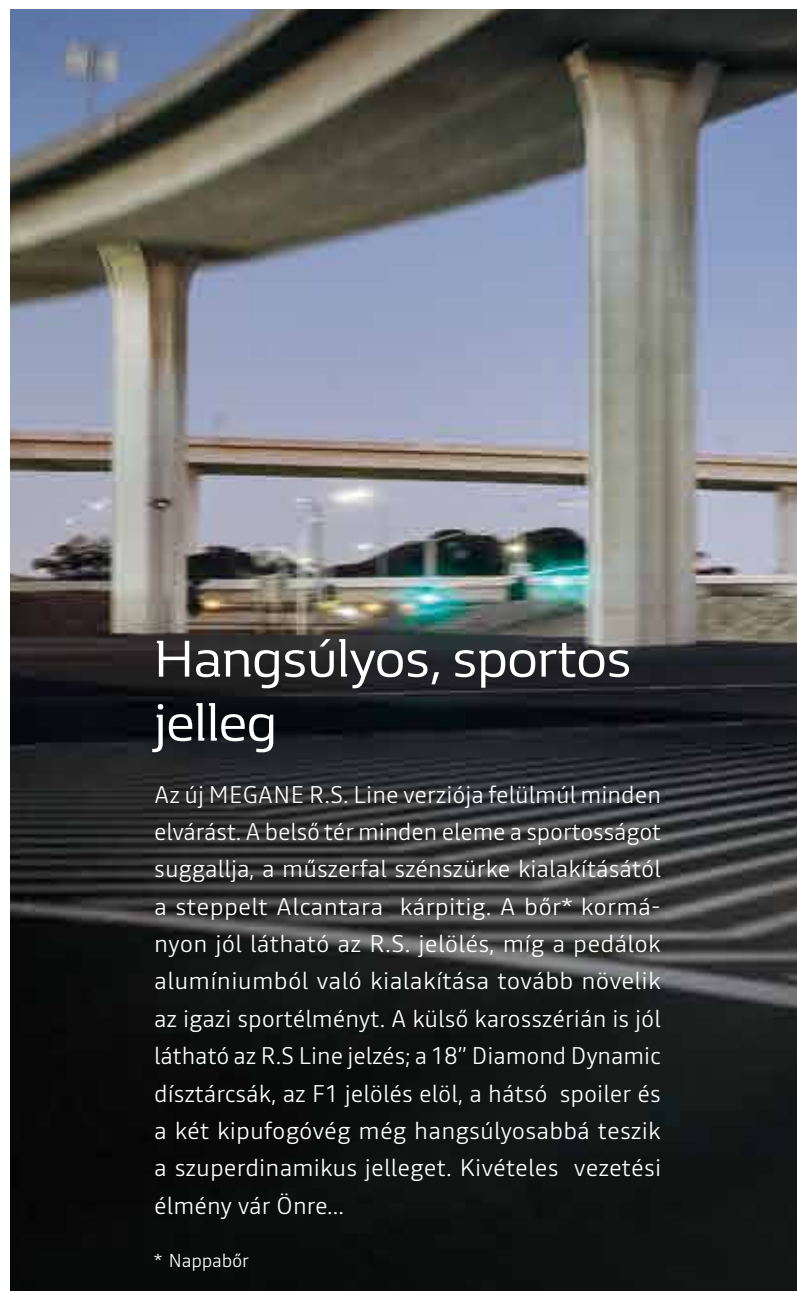 Hangsúlyos, sportos
jelleg
Az új MEGANE R.S. Line verziója felülmúl minden
elvárást. A belső tér minden eleme a sportosságot
suggallja, a műszerfal szénszürke kialakításától
a steppelt Alcantara kárpitig. A bőr* kormá-
nyon jól látható az R.S. jelölés, míg a pedálok
alumíniumból való kialakítása tovább növelik
az igazi sportélményt. A külső karosszérián is jól
látható az R.S Line jelzés; a 18" Diamond Dynamic
dísztárcsák, az F1 jelölés elöl, a hátsó spoiler és
a két kipufogóvég még hangsúlyosabbá teszik
a szuperdinamikus jelleget. Kivételes vezetési
élmény vár Önre...
* Nappabőr